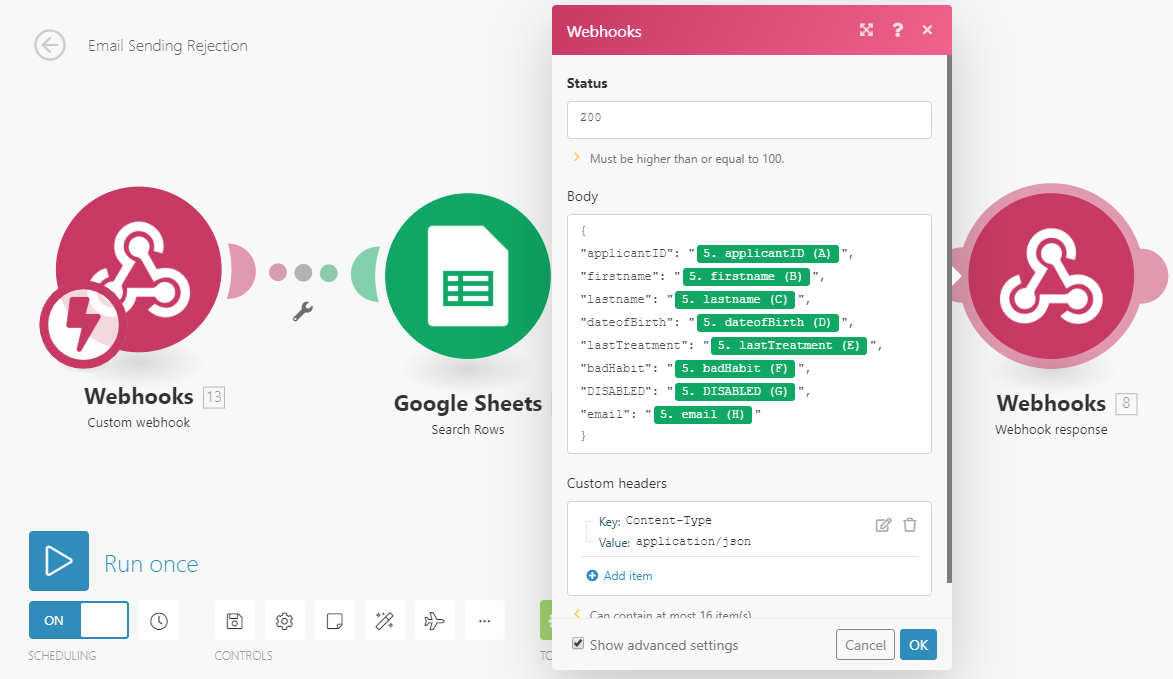 Email Sending Rejection
Webhooks
?
Status
200
Must be higher than or equal to 100.
Body
{
"applicantID": "5. applicantID (A)",
"firstname": "5. firstname (B)",
"lastname": "5. lastname (C)",
"dateofBirth": "5. dateofBirth (D)",
"lastTreatment": "5. lastTreatment (E)",
"badHabit": "5. badHabit (F)",
"DISABLED": "5. DISABLED (G)",
"email": "5. email (H)"
}
Custom headers
Key: Content-Type
Value: application/json
Add item
Can contain at most 16 item(s)
Show advanced settings
Cancel
OK
Webhooks 13
Custom webhook
Google Sheets
Search Rows
Webhooks 8
Webhook response
Run once
ON
SCHEDULING
CONTROLS
TO